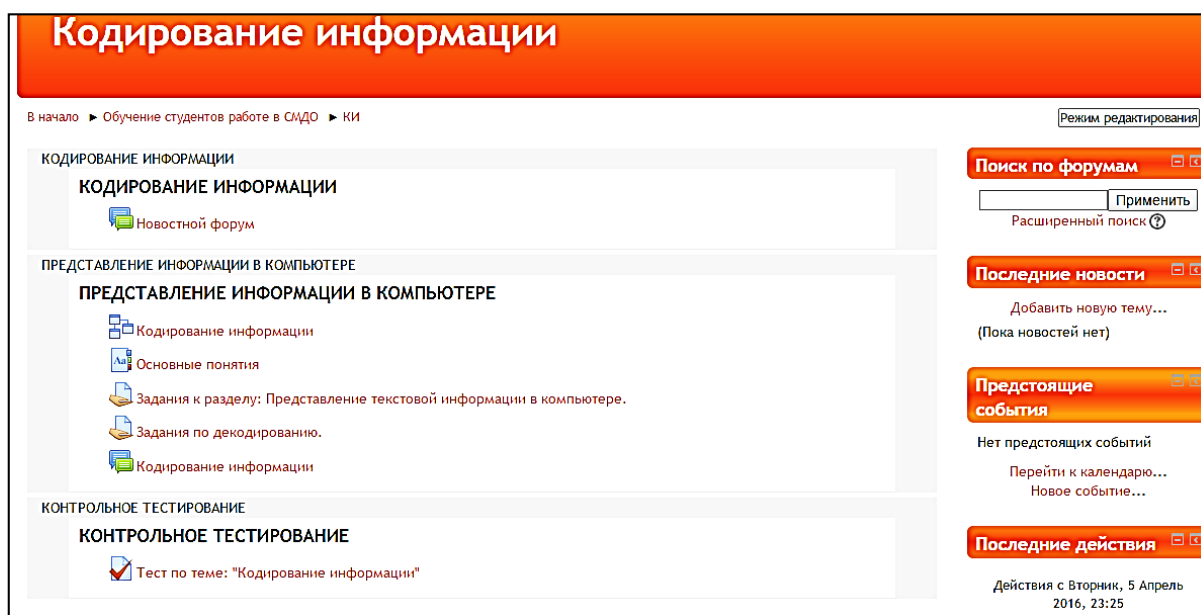 Кодирование информации
В начало ► Обучение студентов работе в СМДО ► КИ
Режим редактирования
КОДИРОВАНИЕ ИНФОРМАЦИИ
КОДИРОВАНИЕ ИНФОРМАЦИИ
Новостной форум
ПРЕДСТАВЛЕНИЕ ИНФОРМАЦИИ В КОМПЬЮТЕРЕ
ПРЕДСТАВЛЕНИЕ ИНФОРМАЦИИ В КОМПЬЮТЕРЕ
Кодирование информации
Основные понятия
Задания к разделу: Представление текстовой информации в компьютере.
Задания по декодированию.
Кодирование информации
КОНТРОЛЬНОЕ ТЕСТИРОВАНИЕ
КОНТРОЛЬНОЕ ТЕСТИРОВАНИЕ
Тест по теме: "Кодирование информации"
Поиск по форумам
Применить
Расширенный поиск
Последние новости
Добавить новую тему...
(Пока новостей нет)
Предстоящие
события
Нет предстоящих событий
Перейти к календарю...
Новое событие...
Последние действия
Действия с Вторник, 5 Апрель
2016, 23:25